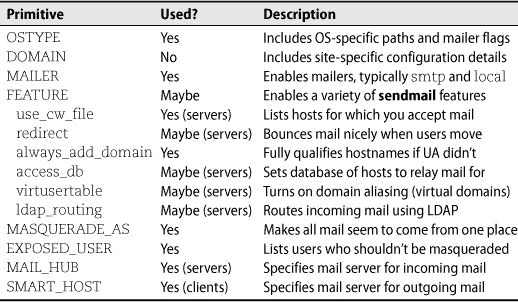 Primitive Used? Description
OSTYPE Yes Includes OS-specific paths and mailer flags
DOMAIN No Includes site-specific configuration details
MAILER Yes Enables mailers, typically smtp and local
FEATURE Maybe Enables a variety of sendmail features
use_cw_file Yes (servers) Lists hosts for which you accept mail
redirect Maybe (servers) Bounces mail nicely when users move
always_add_domain Yes Fully qualifies hostnames if UA didn’t
access_db Maybe (servers) Sets database of hosts to relay mail for
virtusertable Maybe (servers) Turns on domain aliasing (virtual domains)
ldap_routing Maybe (servers) Routes incoming mail using LDAP
MASQUERADE_AS Yes Makes all mail seem to come from one place
EXPOSED_USER Yes Lists users who shouldn’t be masqueraded
MAIL_HUB Yes (servers) Specifies mail server for incoming mail
SMART_HOST Yes (clients) Specifies mail server for outgoing mail